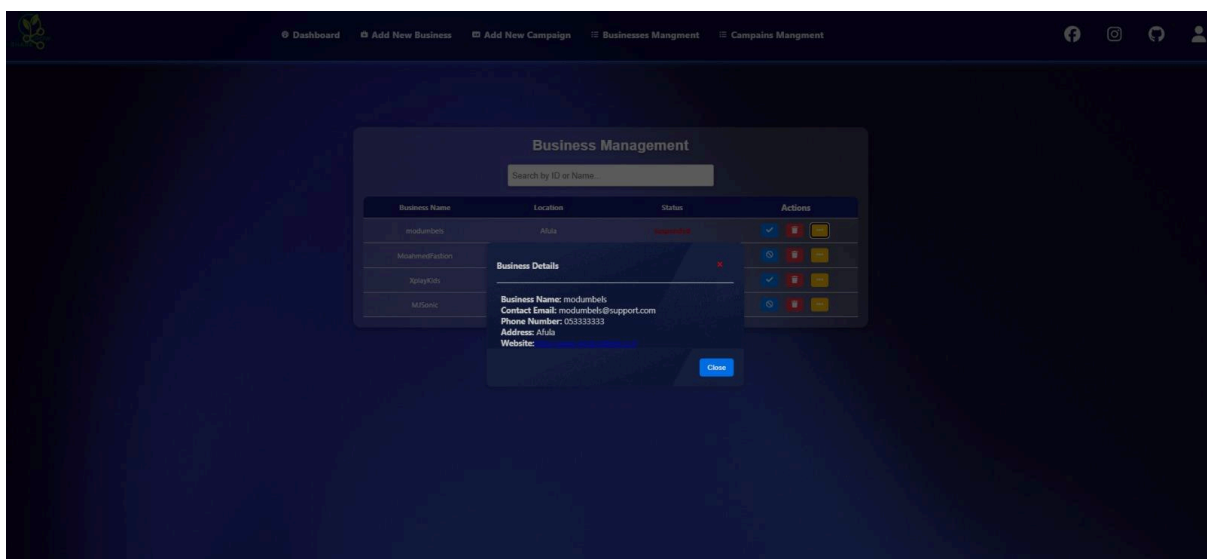 Dashboard Add New Business Add New Campaign Businesses Mangment Campains Mangment
Business Management
Search by ID or Name...
Business Name Location Status Actions
modumbels Afula
MoahmedFastion
XplayKids
MJSonic
Business Details
Business Name: modumbels
Contact Email: modumbels@support.com
Phone Number: 053333333
Address: Afula
Website:
Close